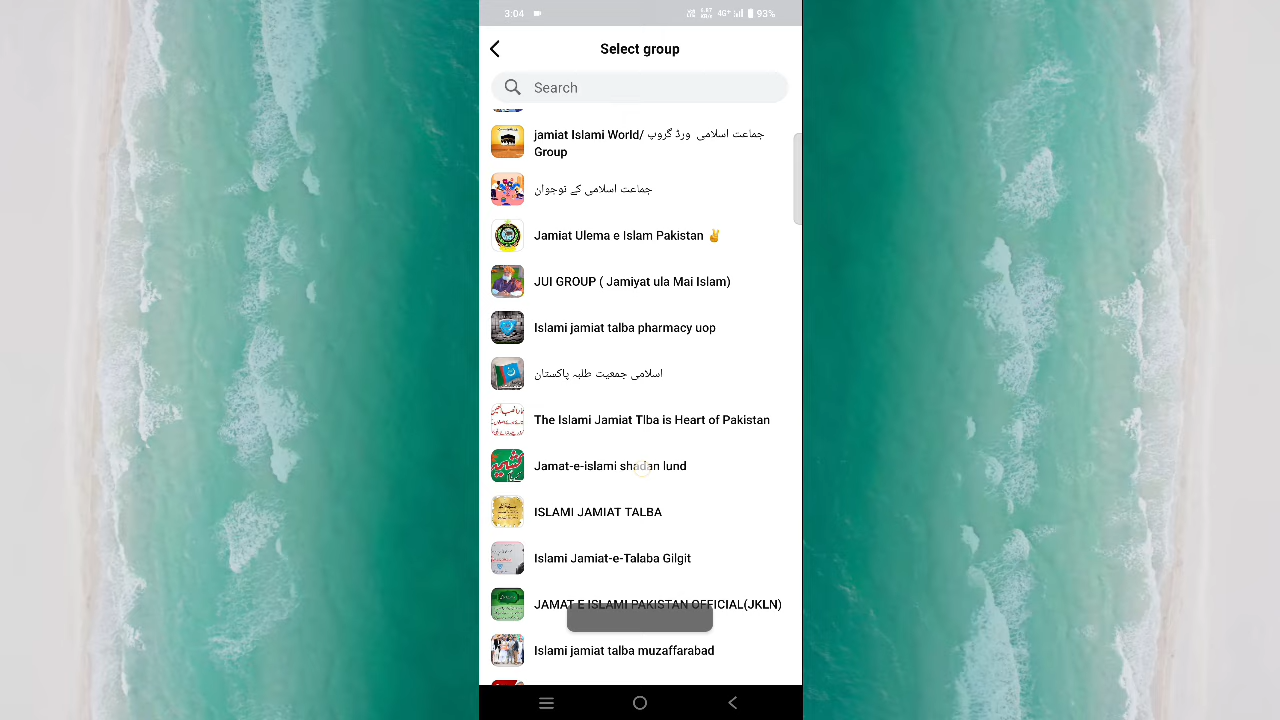 3:04
4G+ 93%
Select group
Search
jamiat Islami World/ جماعت اسلامی ورڈ گروپ
Group
جماعت اسلامی کے نوجوان
Jamiat Ulema e Islam Pakistan ✌
JUI GROUP ( Jamiyat ula Mai Islam)
Islami jamiat talba pharmacy uop
اسلامی جمعیت طلبہ پاکستان
The Islami Jamiat Tlba is Heart of Pakistan
Jamat-e-islami shadan lund
ISLAMI JAMIAT TALBA
Islami Jamiat-e-Talaba Gilgit
JAMAT E ISLAMI PAKISTAN OFFICIAL(JKLN)
Islami jamiat talba muzaffarabad